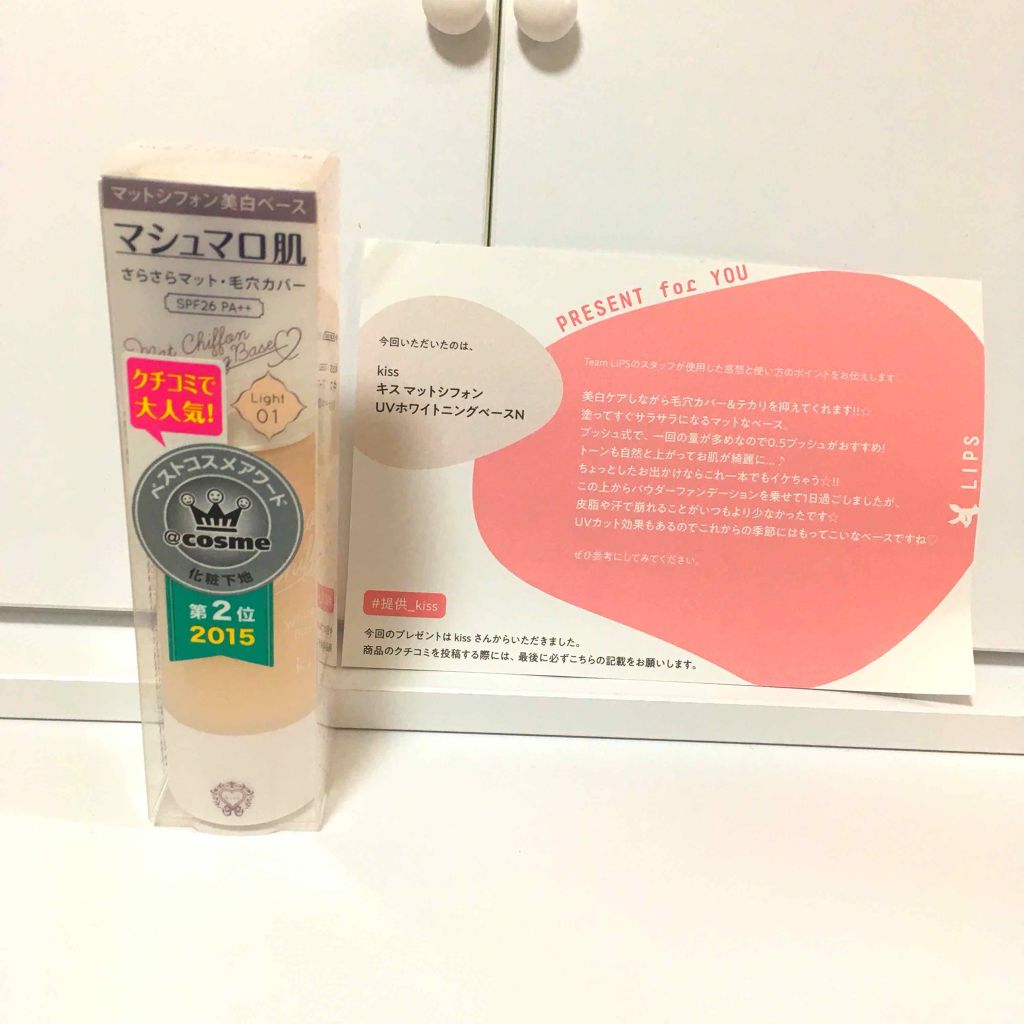 マットシフォン美白ベース
マシュマロ肌
さらさらマット・毛穴カバー
SPF26 PA++
Mat Chiffon
Base
クチコミで
大人気!
Light
01
ベストコスメアワード
@cosme
化粧下地
第2位
2015
PRESENT for YOU
今回いただいたのは、
kiss
キス マットシフォン
UVホワイトニングベースN
Team LIPSのスタッフが使用した感想と使い方のポイントをお伝えします
美白ケアしながら毛穴カバー&テカリを抑えてくれます!!☆
塗ってすぐサラサラになるマットなベース。
プッシュ式で、一回の量が多めなので0.5プッシュがおすすめ!
トーンも自然と上がってお肌が綺麗に…♪
ちょっとしたお出かけならこれ一本でもイケちゃう☆!!
この上からパウダーファンデーションを乗せて1日過ごしましたが、
皮脂や汗で崩れることがいつもより少なかったです☆
UVカット効果もあるのでこれからの季節にはもってこいなベースですね♡
ぜひ参考にしてみてください。
LIPS
#提供_kiss
今回のプレゼントは kiss さんからいただきました。
商品のクチコミを投稿する際には、最後に必ずこちらの記載をお願いします。